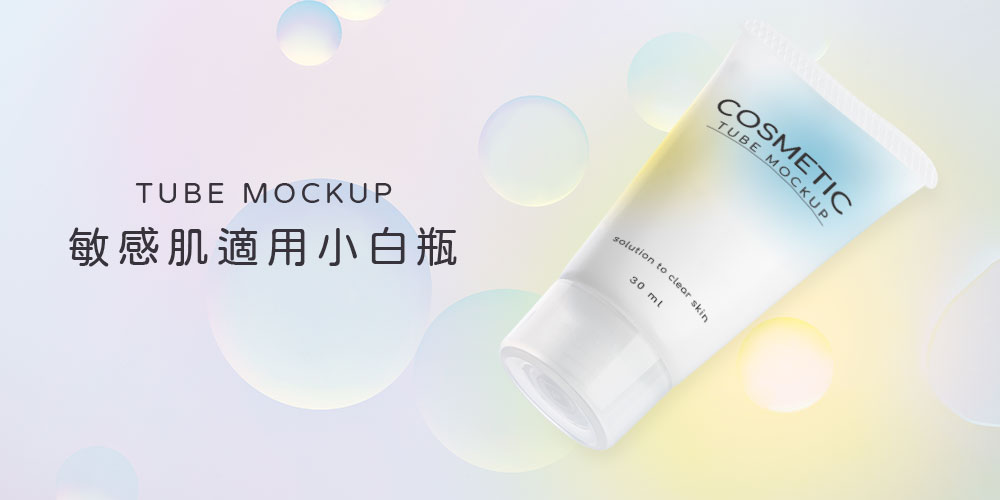 TUBE MOCKUP
敏感肌適用小白瓶
COSMETIC
TUBE MOCKUP
solution to clear skin
30 ml